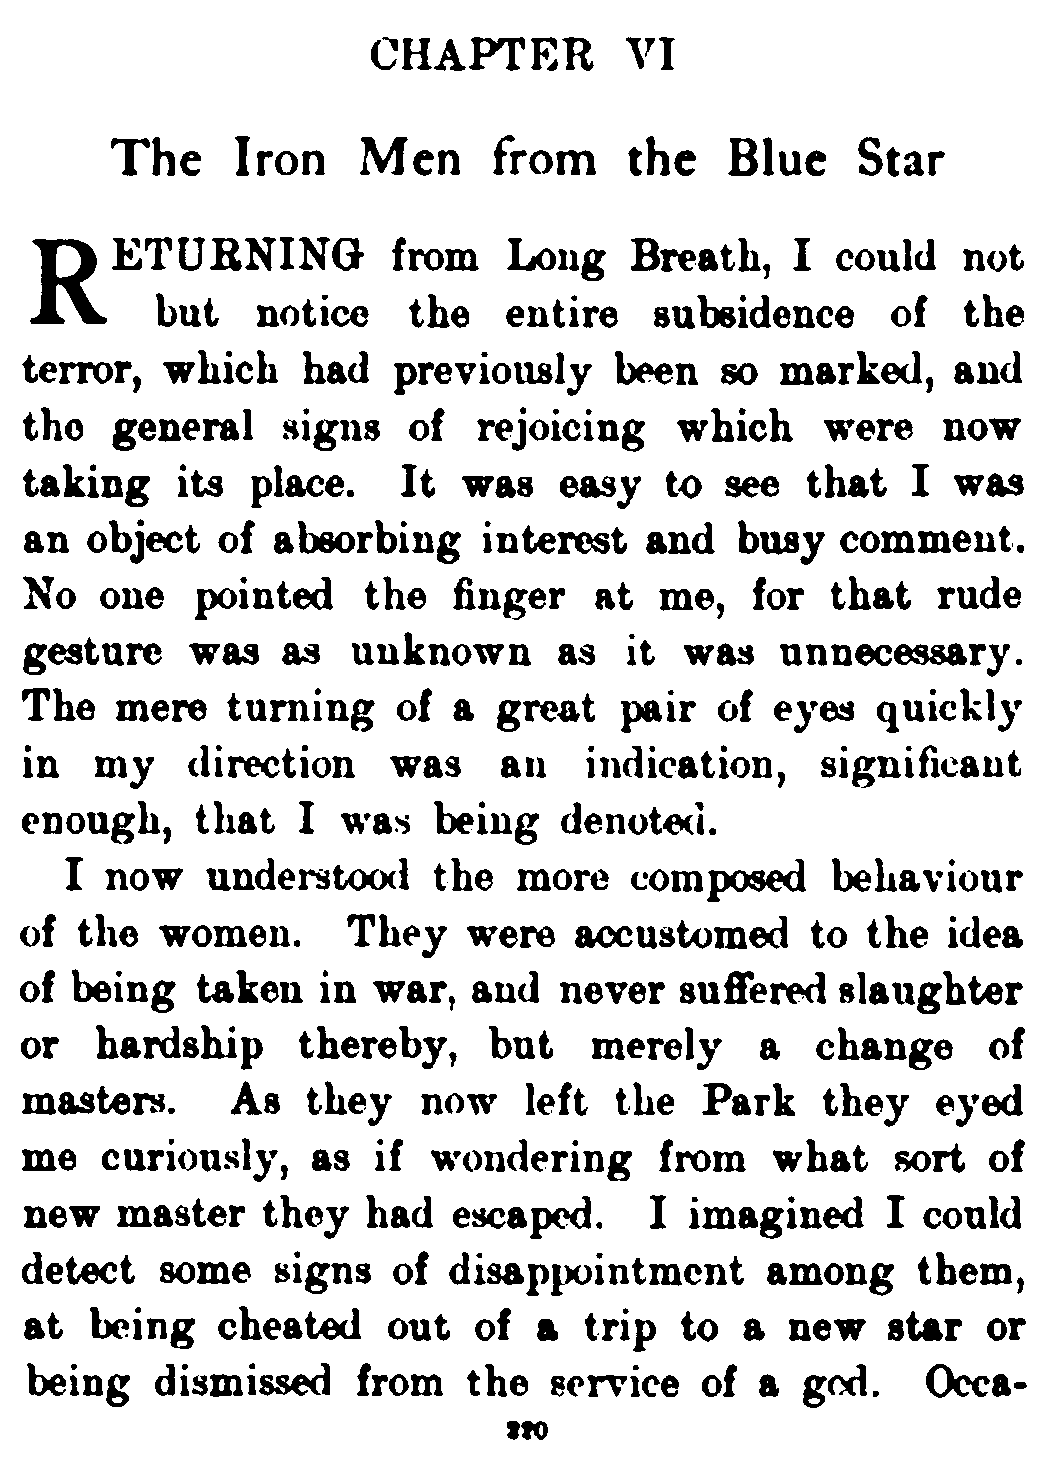 CHAPTER VI
The Iron Men from the Blue Star
RETURNING from Long Breath, I could not
but notice the entire subsidence of the
terror, which had previously been so marked, and
the general signs of rejoicing which were now
taking its place. It was easy to see that I was
an object of absorbing interest and busy comment.
No one pointed the finger at me, for that rude
gesture was as unknown as it was unnecessary.
The mere turning of a great pair of eyes quickly
in my direction was an indication, significant
enough, that I was being denoted.
I now understood the more composed behaviour
of the women. They were accustomed to the idea
of being taken in war, and never suffered slaughter
or hardship thereby, but merely a change of
masters. As they now left the Park they eyed
me curiously, as if wondering from what sort of
new master they had escaped. I imagined I could
detect some signs of disappointment among them,
at being cheated out of a trip to a new star or
being dismissed from the service of a god. Occa-